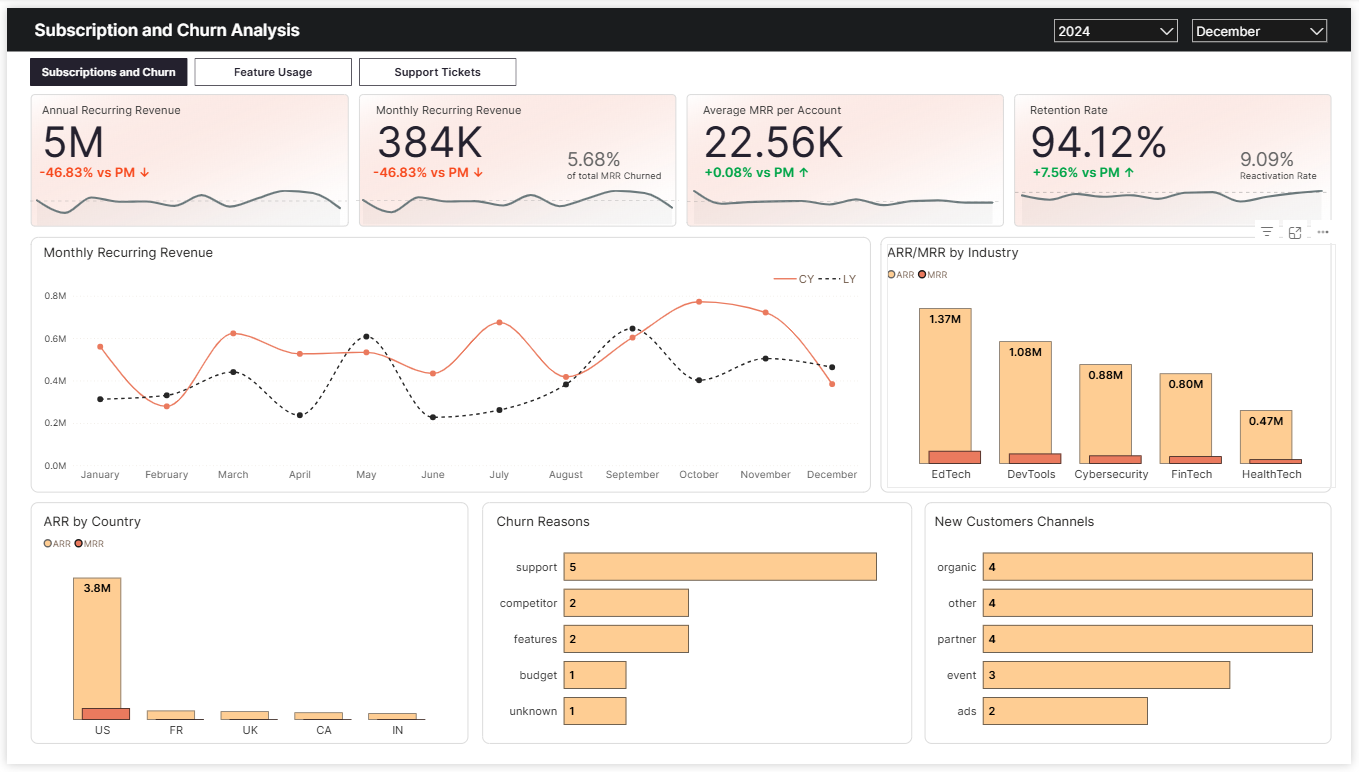 Subscription and Churn Analysis
2024
December
Subscriptions and Churn
Feature Usage
Support Tickets
Annual Recurring Revenue
5M
-46.83% vs PM ↓
Monthly Recurring Revenue
384K
-46.83% vs PM ↓
5.68%
of total MRR Churned
Average MRR per Account
22.56K
+0.08% vs PM ↑
Retention Rate
94.12%
+7.56% vs PM ↑
9.09%
Reactivation Rate
Monthly Recurring Revenue
CY LY
0.8M
0.6M
0.4M
0.2M
0.0M
January February March April May June July August September October November December
ARR/MRR by Industry
ARR MRR
1.37M
1.08M
0.88M
0.80M
0.47M
EdTech DevTools Cybersecurity FinTech HealthTech
ARR by Country
ARR MRR
3.8M
US FR UK CA IN
Churn Reasons
support 5
competitor 2
features 2
budget 1
unknown 1
New Customers Channels
organic 4
other 4
partner 4
event 3
ads 2